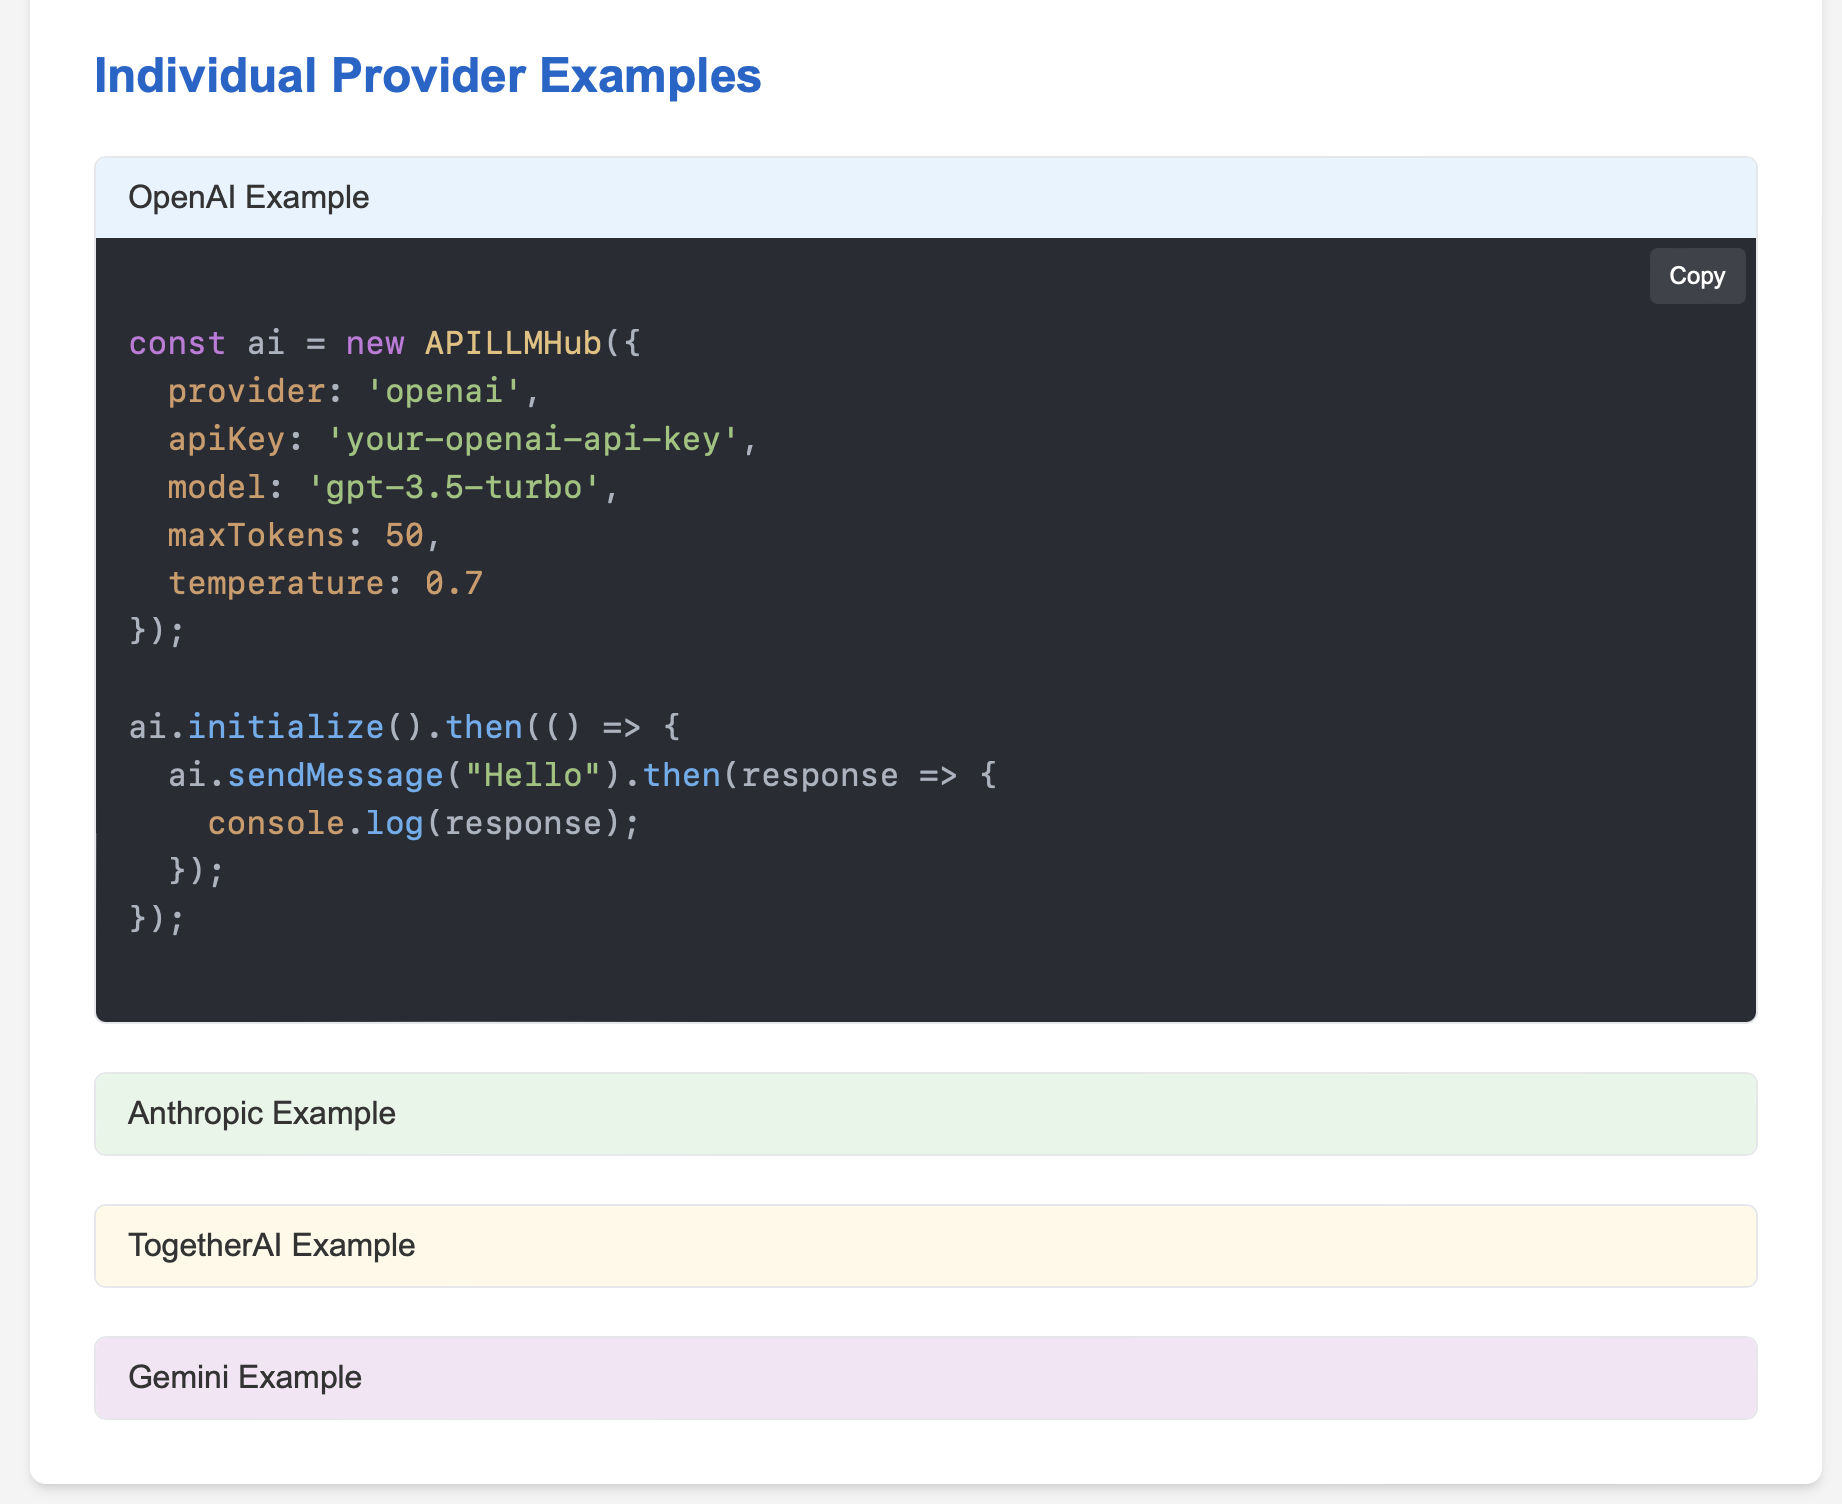 Individual Provider Examples
OpenAI Example
Copy
const ai = new APILLMHub({
  provider: 'openai',
  apiKey: 'your-openai-api-key',
  model: 'gpt-3.5-turbo',
  maxTokens: 50,
  temperature: 0.7
});
ai.initialize().then(() => {
  ai.sendMessage("Hello").then(response => {
    console.log(response);
  });
});
Anthropic Example
TogetherAI Example
Gemini Example